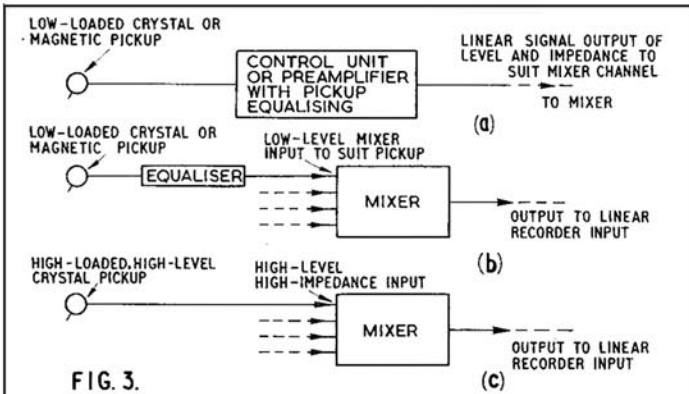 LOW-LOADED CRYSTAL OR
MAGNETIC PICKUP
CONTROL UNIT
OR PREAMPLIFIER
WITH PICKUP
EQUALISING
LINEAR SIGNAL OUTPUT OF
LEVEL AND IMPEDANCE TO
SUIT MIXER CHANNEL
TO MIXER
(a)
LOW-LOADED CRYSTAL OR
MAGNETIC PICKUP
EQUALISER
LOW-LEVEL MIXER
INPUT TO SUIT PICKUP
MIXER
OUTPUT TO LINEAR
RECORDER INPUT
(b)
HIGH-LOADED, HIGH-LEVEL
CRYSTAL PICKUP
HIGH-LEVEL
HIGH-IMPEDANCE INPUT
MIXER
OUTPUT TO LINEAR
RECORDER INPUT
(c)
FIG. 3.